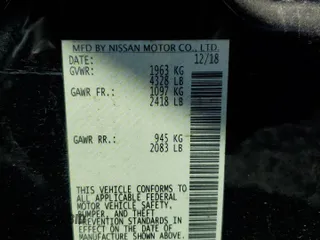 MFD BY NISSAN MOTOR CO., LTD.
DATE: 12/18
GVWR: 1963 KG
4328 LB
GAWR FR.: 1097 KG
2418 LB
GAWR RR.: 945 KG
2083 LB
THIS VEHICLE CONFORMS TO
ALL APPLICABLE FEDERAL
MOTOR VEHICLE SAFETY,
BUMPER, AND THEFT
PREVENTION STANDARDS IN
EFFECT ON THE DATE OF
MANUFACTURE SHOWN ABOVE